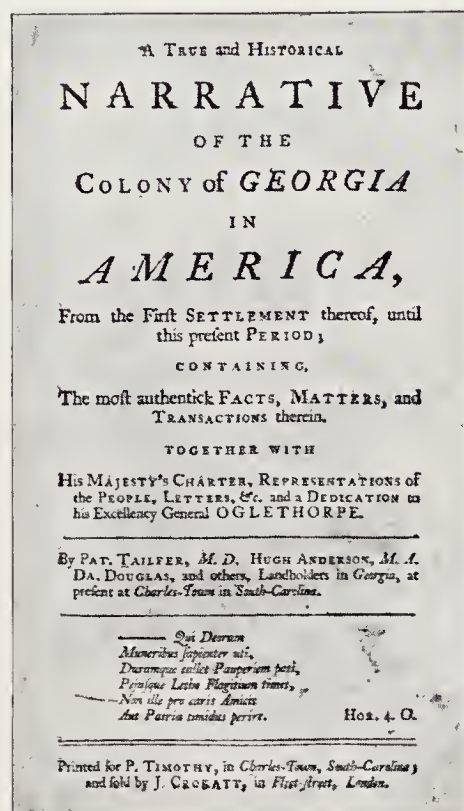 A TRUE and HISTORICAL
NARRATIVE
OF THE
COLONY of GEORGIA
IN
AMERICA,
From the First SETTLEMENT thereof, until
this present PERIOD;
CONTAINING,
The most authentick FACTS, MATTERS, and
TRANSACTIONS therein.
TOGETHER WITH
His MAJESTY's CHARTER, REPRESENTATIONS of
the PEOPLE, LETTERS, &c. and a DEDICATION to
his Excellency General OGLETHORPE.
By PAT. TAILFER, M. D. HUGH ANDERSON, M. A.
DA. DOUGLAS, and others, Landholders in Georgia, at
present at Charles-Town in South-Carolina.
—— Qui Deorum
Muneribus sapienter uti,
Duramque callet Pauperiem pati,
Pejusque Letho Flagitium timet,
Non ille pro caris Amicis
Aut Patria timidus perire. HOR. 4. O.
Printed for P. TIMOTHY, in Charles-Town, South-Carolina;
and sold by J. CROKATT, in Fleet-street, London.